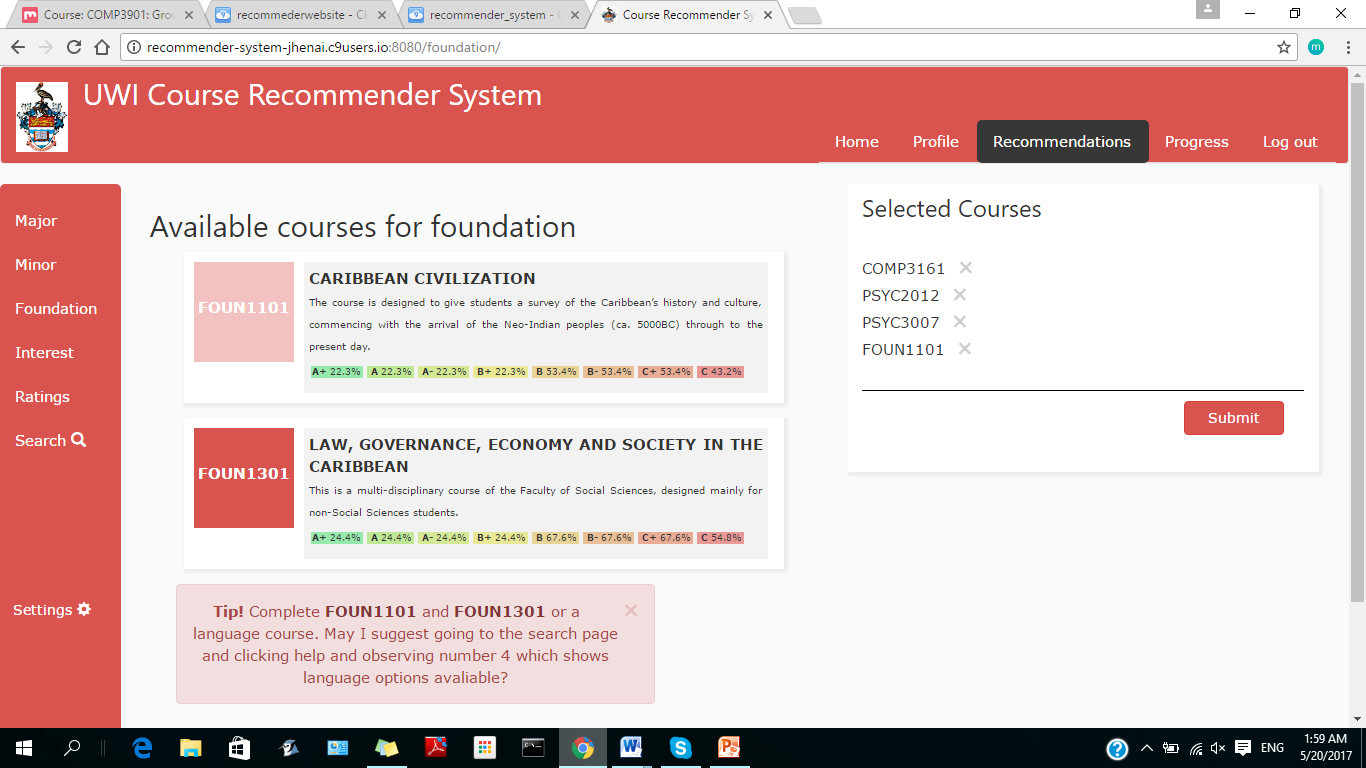 Course: COMP3901: Grou
recommederwebsite - Cl
recommender_system - C
Course Recommender Sy
recommender-system-jhenai.c9users.io:8080/foundation/
m
UWI Course Recommender System
Home Profile Recommendations Progress Log out
Major
Minor
Foundation
Interest
Ratings
Search
Settings
Available courses for foundation
FOUN1101
CARIBBEAN CIVILIZATION
The course is designed to give students a survey of the Caribbean's history and culture,
commencing with the arrival of the Neo-Indian peoples (ca. 5000BC) through to the
present day.
A+ 22.3% A 22.3% A- 22.3% B+ 22.3% B 53.4% B- 53.4% C+ 53.4% C 43.2%
FOUN1301
LAW, GOVERNANCE, ECONOMY AND SOCIETY IN THE
CARIBBEAN
This is a multi-disciplinary course of the Faculty of Social Sciences, designed mainly for
non-Social Sciences students.
A+ 24.4% A 24.4% A- 24.4% B+ 24.4% B 67.6% B- 67.6% C+ 67.6% C 54.8%
Tip! Complete FOUN1101 and FOUN1301 or a
language course. May I suggest going to the search page
and clicking help and observing number 4 which shows
language options avaliable?
Selected Courses
COMP3161
PSYC2012
PSYC3007
FOUN1101
Submit
ENG
1:59 AM
5/20/2017